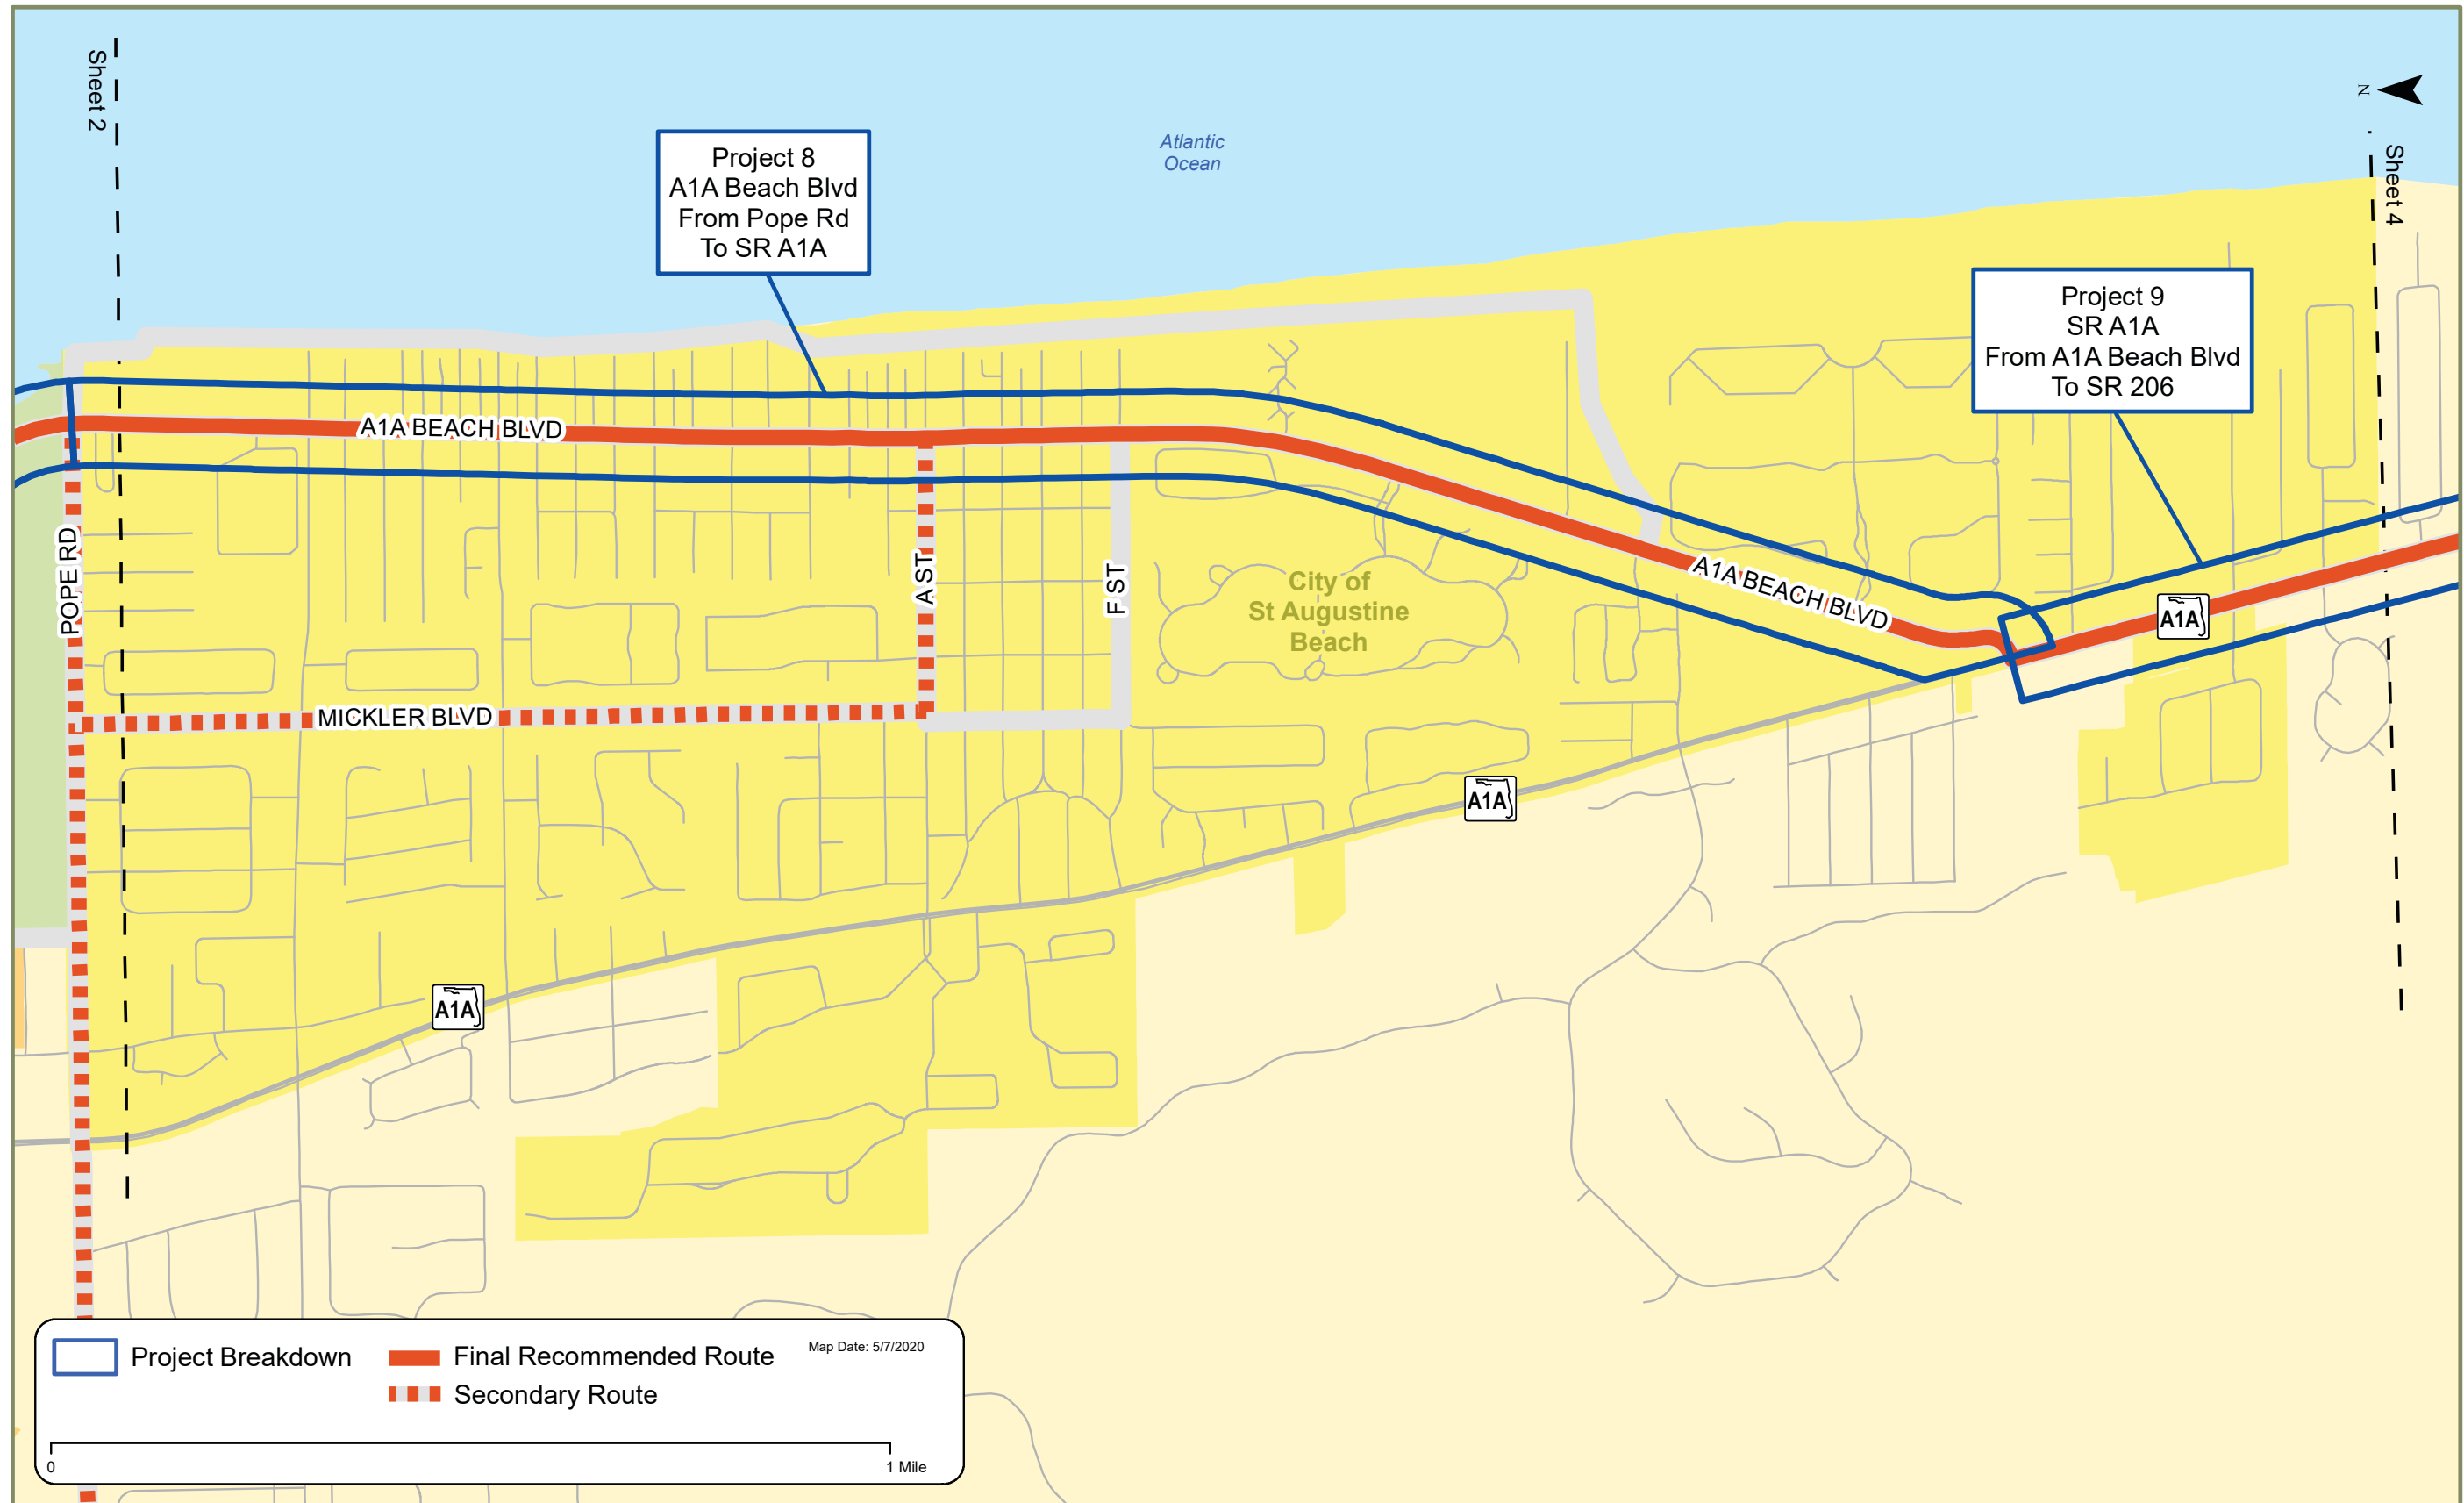 Sheet 2
N
Sheet 4
Project 8
A1A Beach Blvd
From Pope Rd
To SR A1A
Atlantic
Ocean
Project 9
SR A1A
From A1A Beach Blvd
To SR 206
A1A BEACH BLVD
POPE RD
A ST
F ST
City of
St Augustine
Beach
A1A BEACH BLVD
A1A
MICKLER BLVD
A1A
A1A
Project Breakdown
Final Recommended Route
Map Date: 5/7/2020
Secondary Route
0
1 Mile